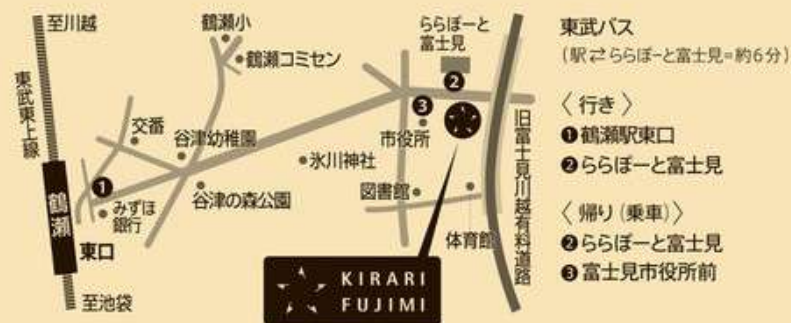 至川越
東武東上線
鶴瀬
東口
至池袋
❶
みずほ
銀行
交番
谷津幼稚園
谷津の森公園
鶴瀬小
鶴瀬コミセン
氷川神社
ららぽーと
富士見
❷
❸
市役所
図書館
体育館
旧富士見川越有料道路
KIRARI
FUJIMI
東武バス
(駅⇄ららぽーと富士見=約6分)
〈 行き 〉
❶鶴瀬駅東口
❷ららぽーと富士見
〈 帰り (乗車) 〉
❷ららぽーと富士見
❸富士見市役所前